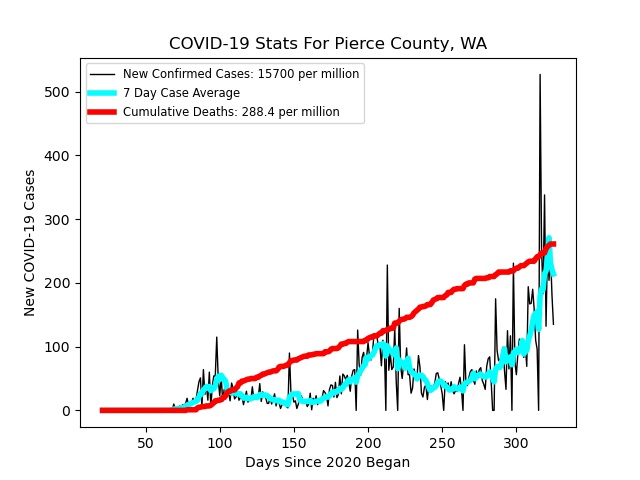 COVID-19 Stats For Pierce County, WA
New Confirmed Cases: 15700 per million
7 Day Case Average
Cumulative Deaths: 288.4 per million
New COVID-19 Cases
500
400
300
200
100
0
50 100 150 200 250 300
Days Since 2020 Began